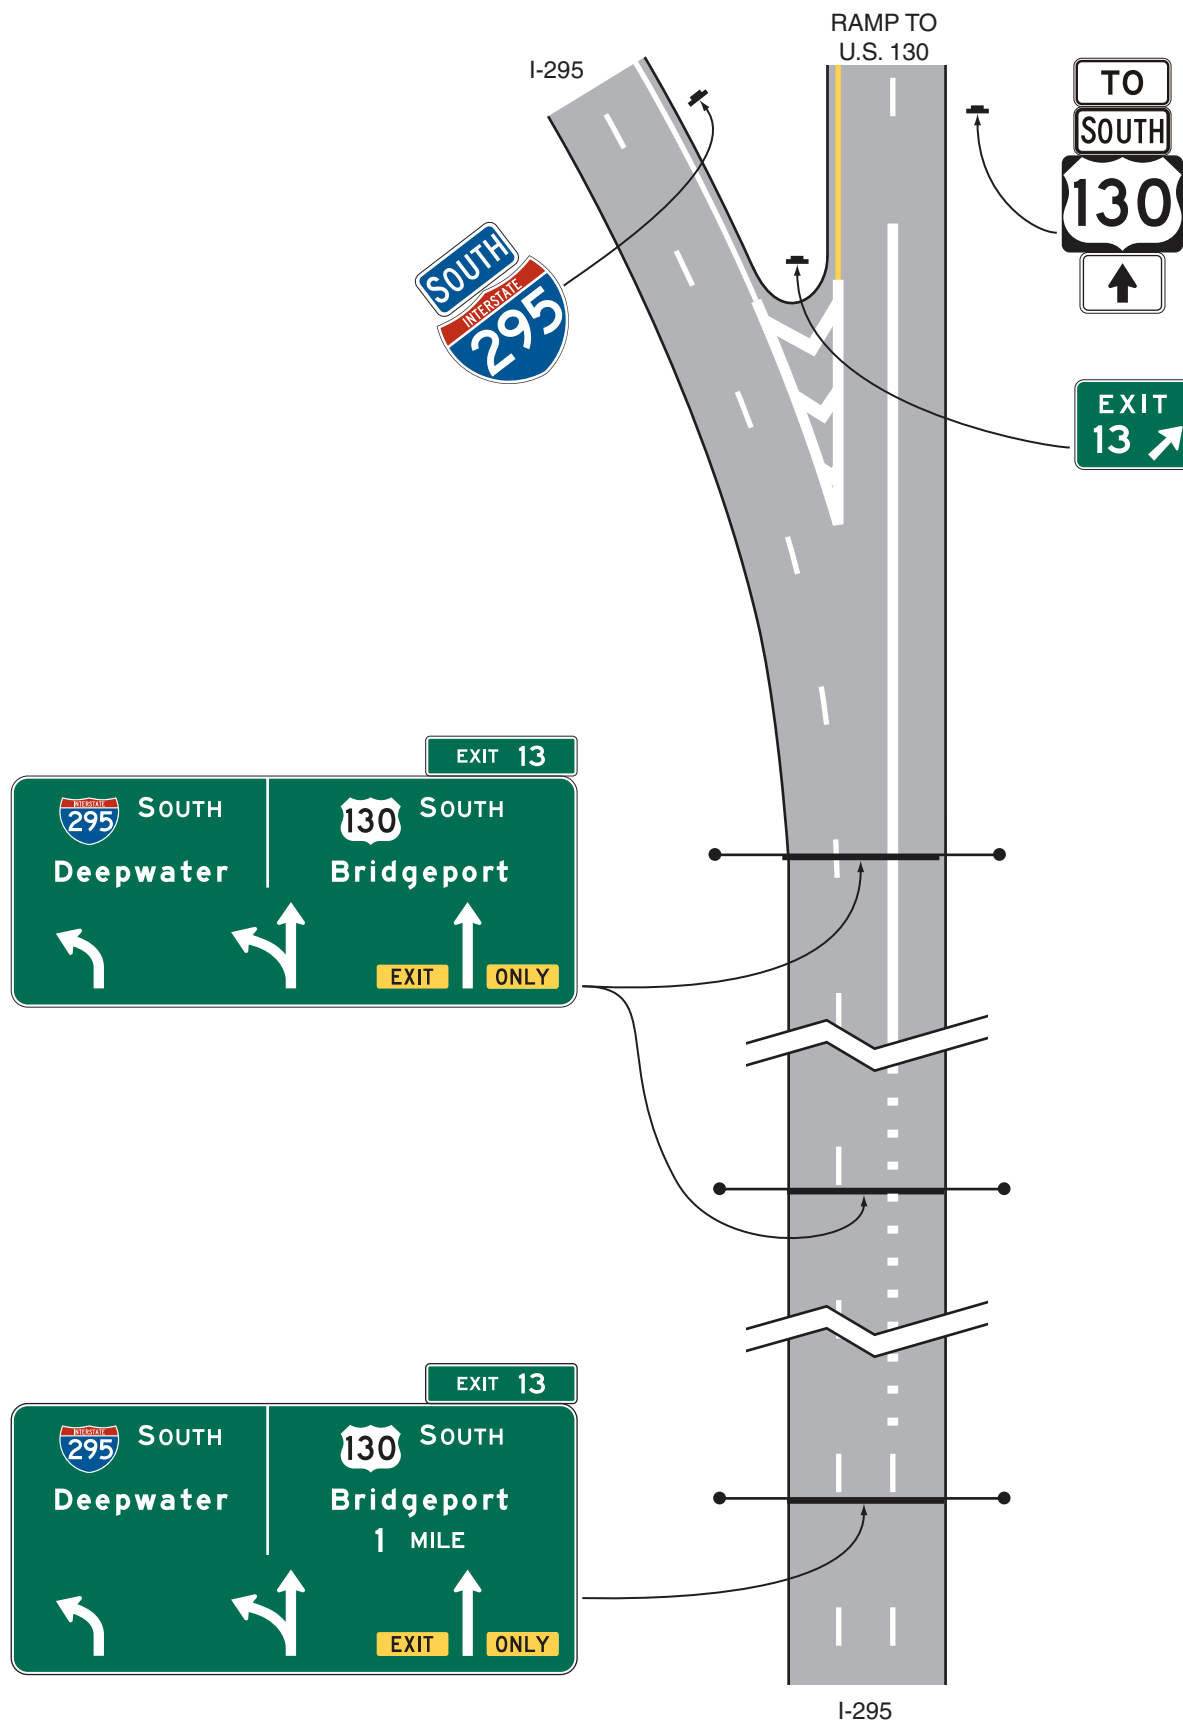 RAMP TO
U.S. 130
I-295
TO
SOUTH
130
SOUTH
INTERSTATE
295
EXIT
13
EXIT 13
INTERSTATE
295 SOUTH
130 SOUTH
Deepwater
Bridgeport
EXIT ONLY
EXIT 13
INTERSTATE
295 SOUTH
130 SOUTH
Deepwater
Bridgeport
1 MILE
EXIT ONLY
I-295